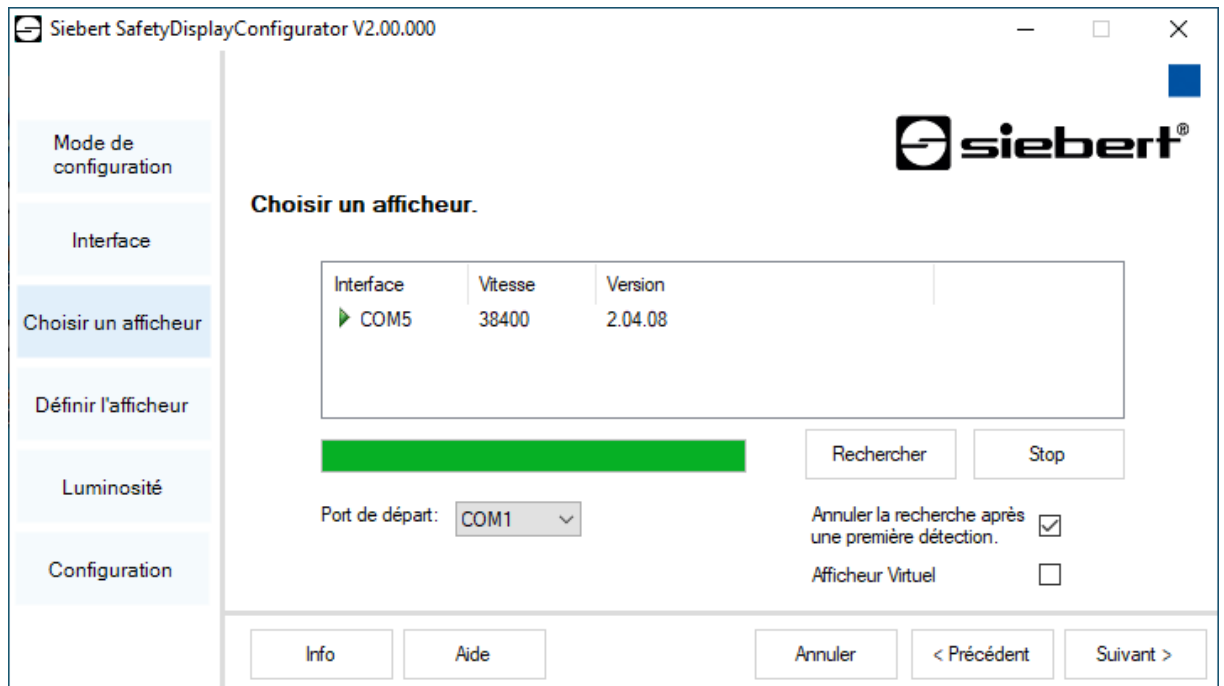 Siebert SafetyDisplayConfigurator V2.00.000
siebert®
Mode de
configuration
Interface
Choisir un afficheur
Définir l'afficheur
Luminosité
Configuration
Choisir un afficheur.
Interface Vitesse Version
COM5 38400 2.04.08
Rechercher Stop
Port de départ: COM1
Annuler la recherche après
une première détection.
Afficheur Virtuel
Info Aide Annuler < Précédent Suivant >